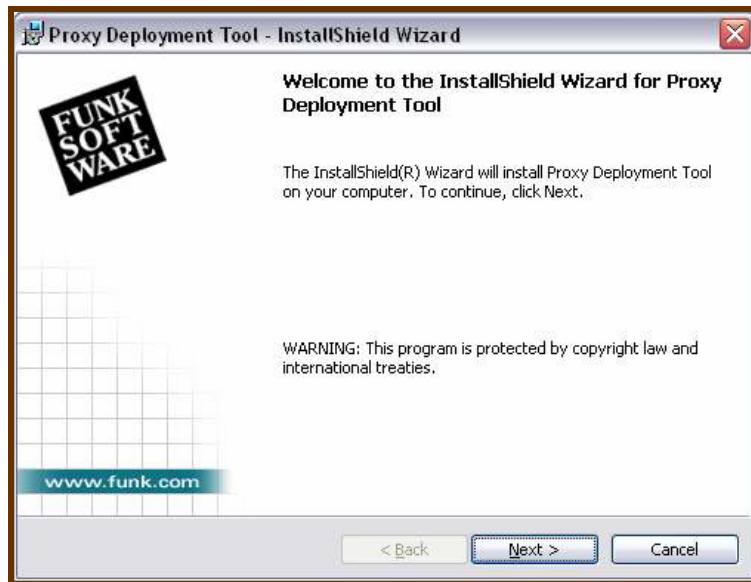 Proxy Deployment Tool - InstallShield Wizard
FUNK
SOFT
WARE
Welcome to the InstallShield Wizard for Proxy
Deployment Tool
The InstallShield(R) Wizard will install Proxy Deployment Tool
on your computer. To continue, click Next.
WARNING: This program is protected by copyright law and
international treaties.
www.funk.com
< Back
Next >
Cancel